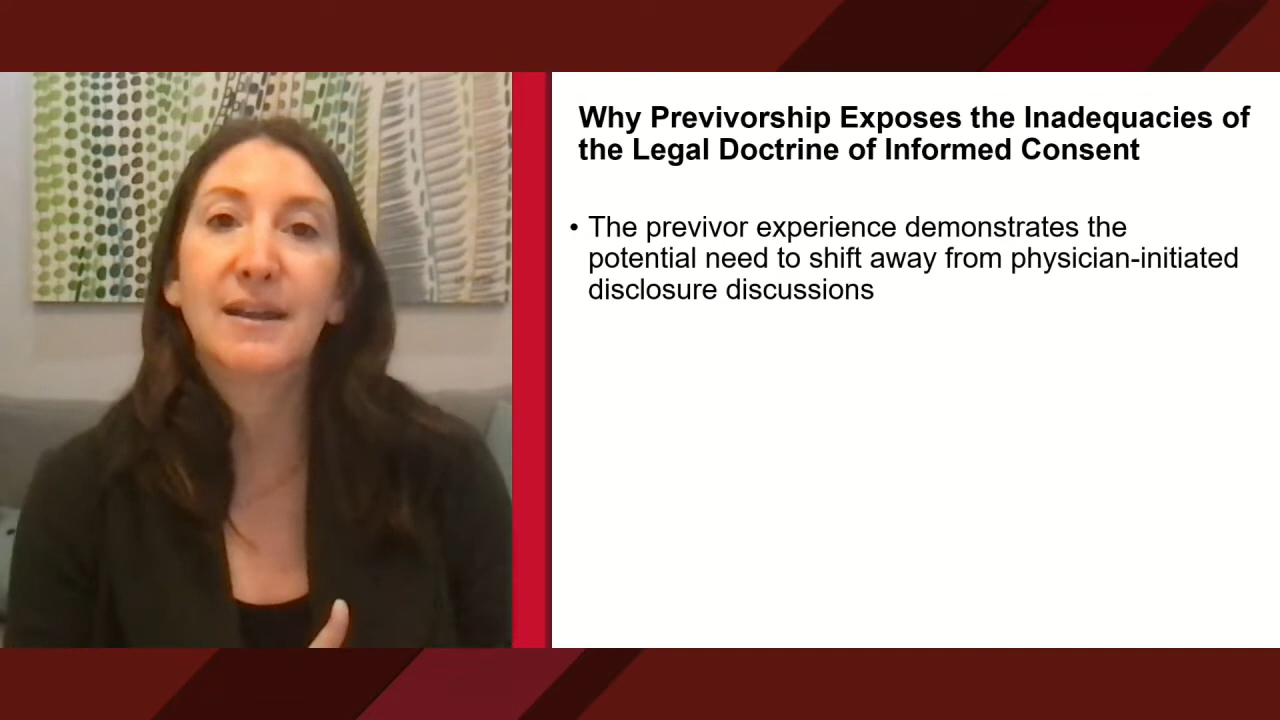 Why Previvorship Exposes the Inadequacies of
the Legal Doctrine of Informed Consent
• The previvor experience demonstrates the
potential need to shift away from physician-initiated
disclosure discussions